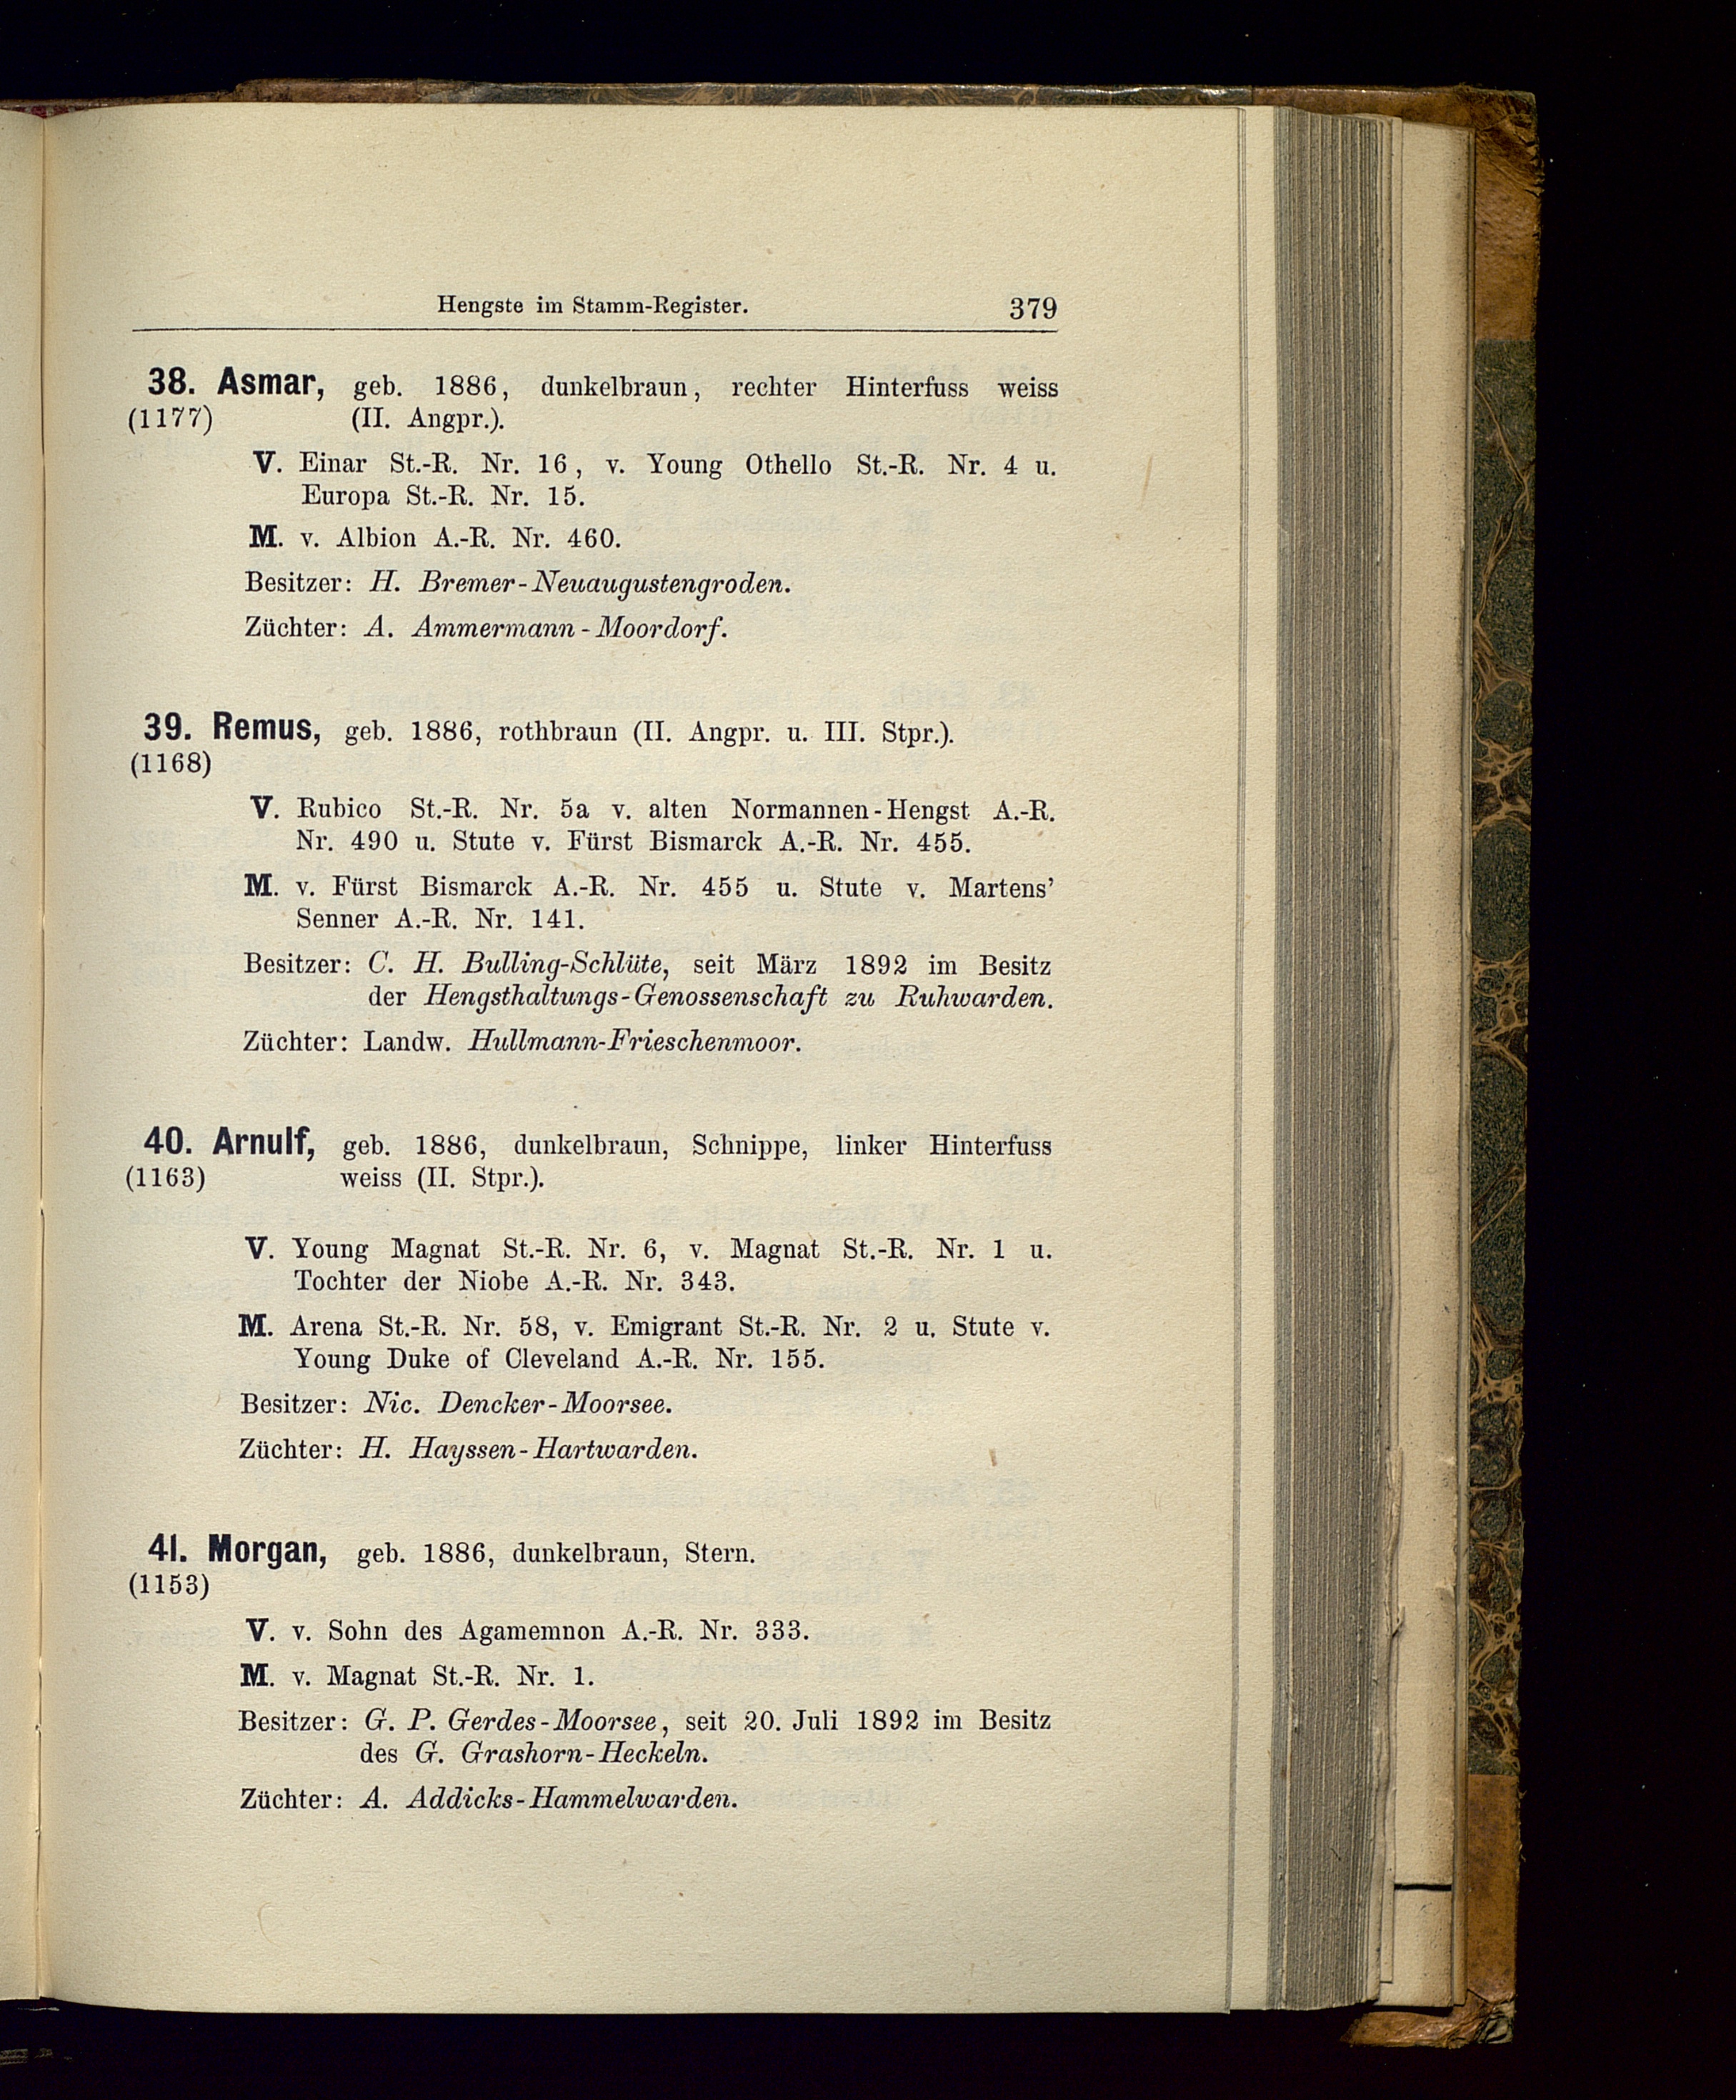 Hengste im Stamm-Register. 379
38. Asmar, geb. 1886, dunkelbraun, rechter Hinterfuss weiss
(1177) (II. Angpr.).
V. Einar St.-R. Nr. 16, v. Young Othello St.-R. Nr. 4 u.
Europa St.-R. Nr. 15.
M. v. Albion A.-R. Nr. 460.
Besitzer: H. Bremer-Neuaugustengroden.
Züchter: A. Ammermann-Moordorf.
39. Remus, geb. 1886, rothbraun (II. Angpr. u. III. Stpr.).
(1168)
V. Rubico St.-R. Nr. 5a v. alten Normannen-Hengst A.-R.
Nr. 490 u. Stute v. Fürst Bismarck A.-R. Nr. 455.
M. v. Fürst Bismarck A.-R. Nr. 455 u. Stute v. Martens'
Senner A.-R. Nr. 141.
Besitzer: C. H. Bulling-Schlüte, seit März 1892 im Besitz
der Hengsthaltungs-Genossenschaft zu Ruhwarden.
Züchter: Landw. Hullmann-Frieschenmoor.
40. Arnulf, geb. 1886, dunkelbraun, Schnippe, linker Hinterfuss
(1163) weiss (II. Stpr.).
V. Young Magnat St.-R. Nr. 6, v. Magnat St.-R. Nr. 1 u.
Tochter der Niobe A.-R. Nr. 343.
M. Arena St.-R. Nr. 58, v. Emigrant St.-R. Nr. 2 u. Stute v.
Young Duke of Cleveland A.-R. Nr. 155.
Besitzer: Nic. Dencker-Moorsee.
Züchter: H. Hayssen-Hartwarden.
41. Morgan, geb. 1886, dunkelbraun, Stern.
(1153)
V. v. Sohn des Agamemnon A.-R. Nr. 333.
M. v. Magnat St.-R. Nr. 1.
Besitzer: G. P. Gerdes-Moorsee, seit 20. Juli 1892 im Besitz
des G. Grashorn-Heckeln.
Züchter: A. Addicks-Hammelwarden.